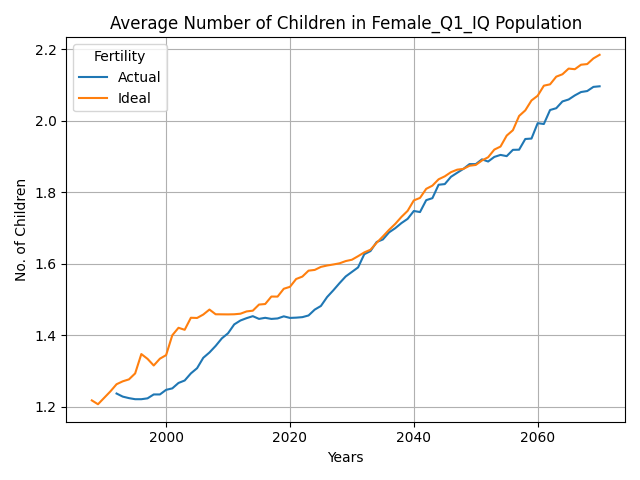 Average Number of Children in Female_Q1_IQ Population
Fertility
Actual
Ideal
2.2
2.0
1.8
1.6
1.4
1.2
No. of Children
2000
2020
2040
2060
Years